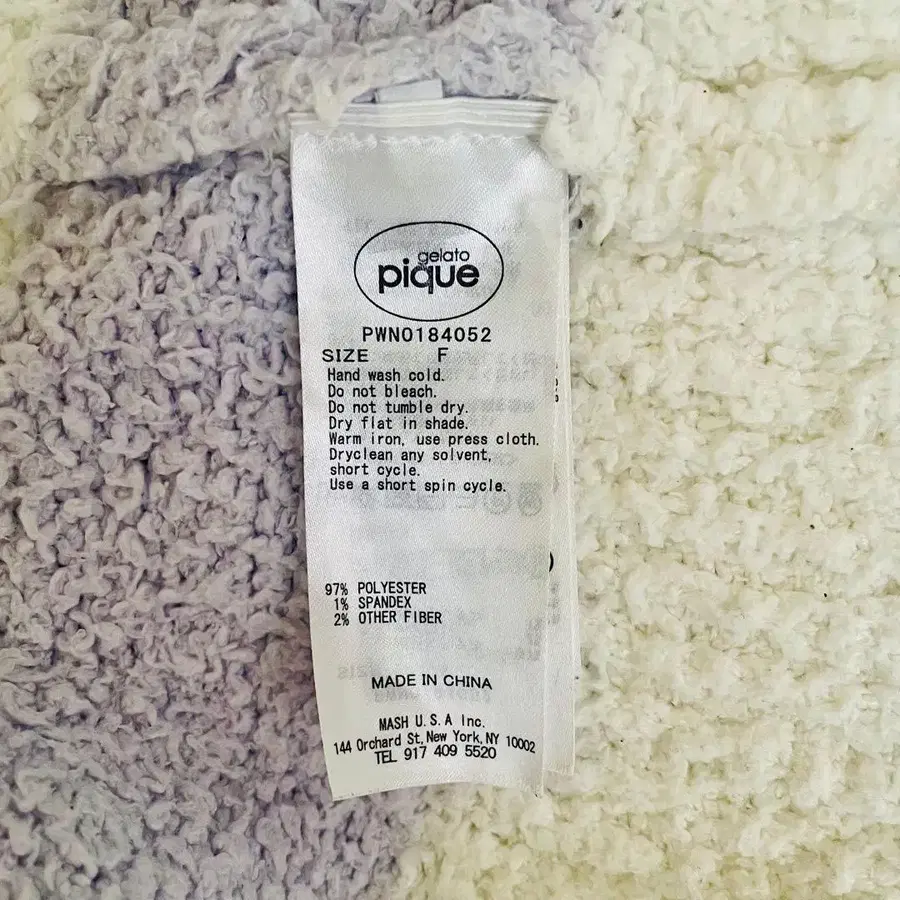 gelato
pique
PWNO184052
SIZE F
Hand wash cold.
Do not bleach.
Do not tumble dry.
Dry flat in shade.
Warm iron, use press cloth.
Dryclean any solvent,
short cycle.
Use a short spin cycle.
97% POLYESTER
1% SPANDEX
2% OTHER FIBER
MADE IN CHINA
MASH U.S.A Inc.
144 Orchard St, New York, NY 10002
TEL 917 409 5520